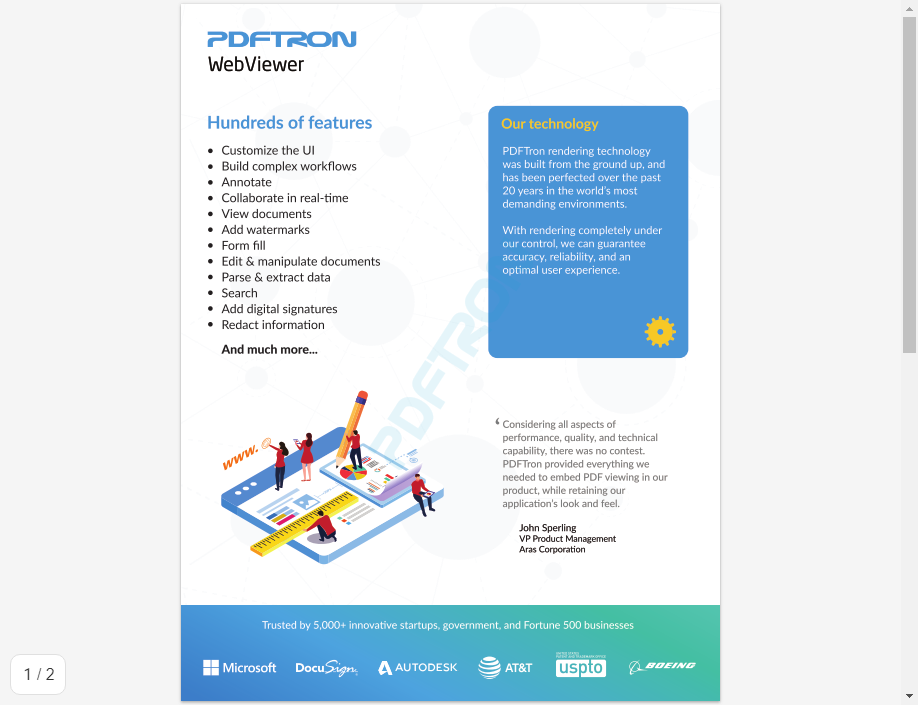 PDFTRON
WebViewer
Hundreds of features
• Customize the UI
• Build complex workflows
• Annotate
• Collaborate in real-time
• View documents
• Add watermarks
• Form fill
• Edit & manipulate documents
• Parse & extract data
• Search
• Add digital signatures
• Redact information
And much more...
Our technology
PDFTron rendering technology
was built from the ground up, and
has been perfected over the past
20 years in the world's most
demanding environments.
With rendering completely under
our control, we can guarantee
accuracy, reliability, and an
optimal user experience.
PDFTRON
www.
‘ Considering all aspects of
performance, quality, and technical
capability, there was no contest.
PDFTron provided everything we
needed to embed PDF viewing in our
product, while retaining our
application's look and feel.
John Sperling
VP Product Management
Aras Corporation
Trusted by 5,000+ innovative startups, government, and Fortune 500 businesses
Microsoft
DocuSign
AUTODESK
AT&T
UNITED STATES
PATENT AND TRADEMARK OFFICE
uspto
BOEING
1 / 2